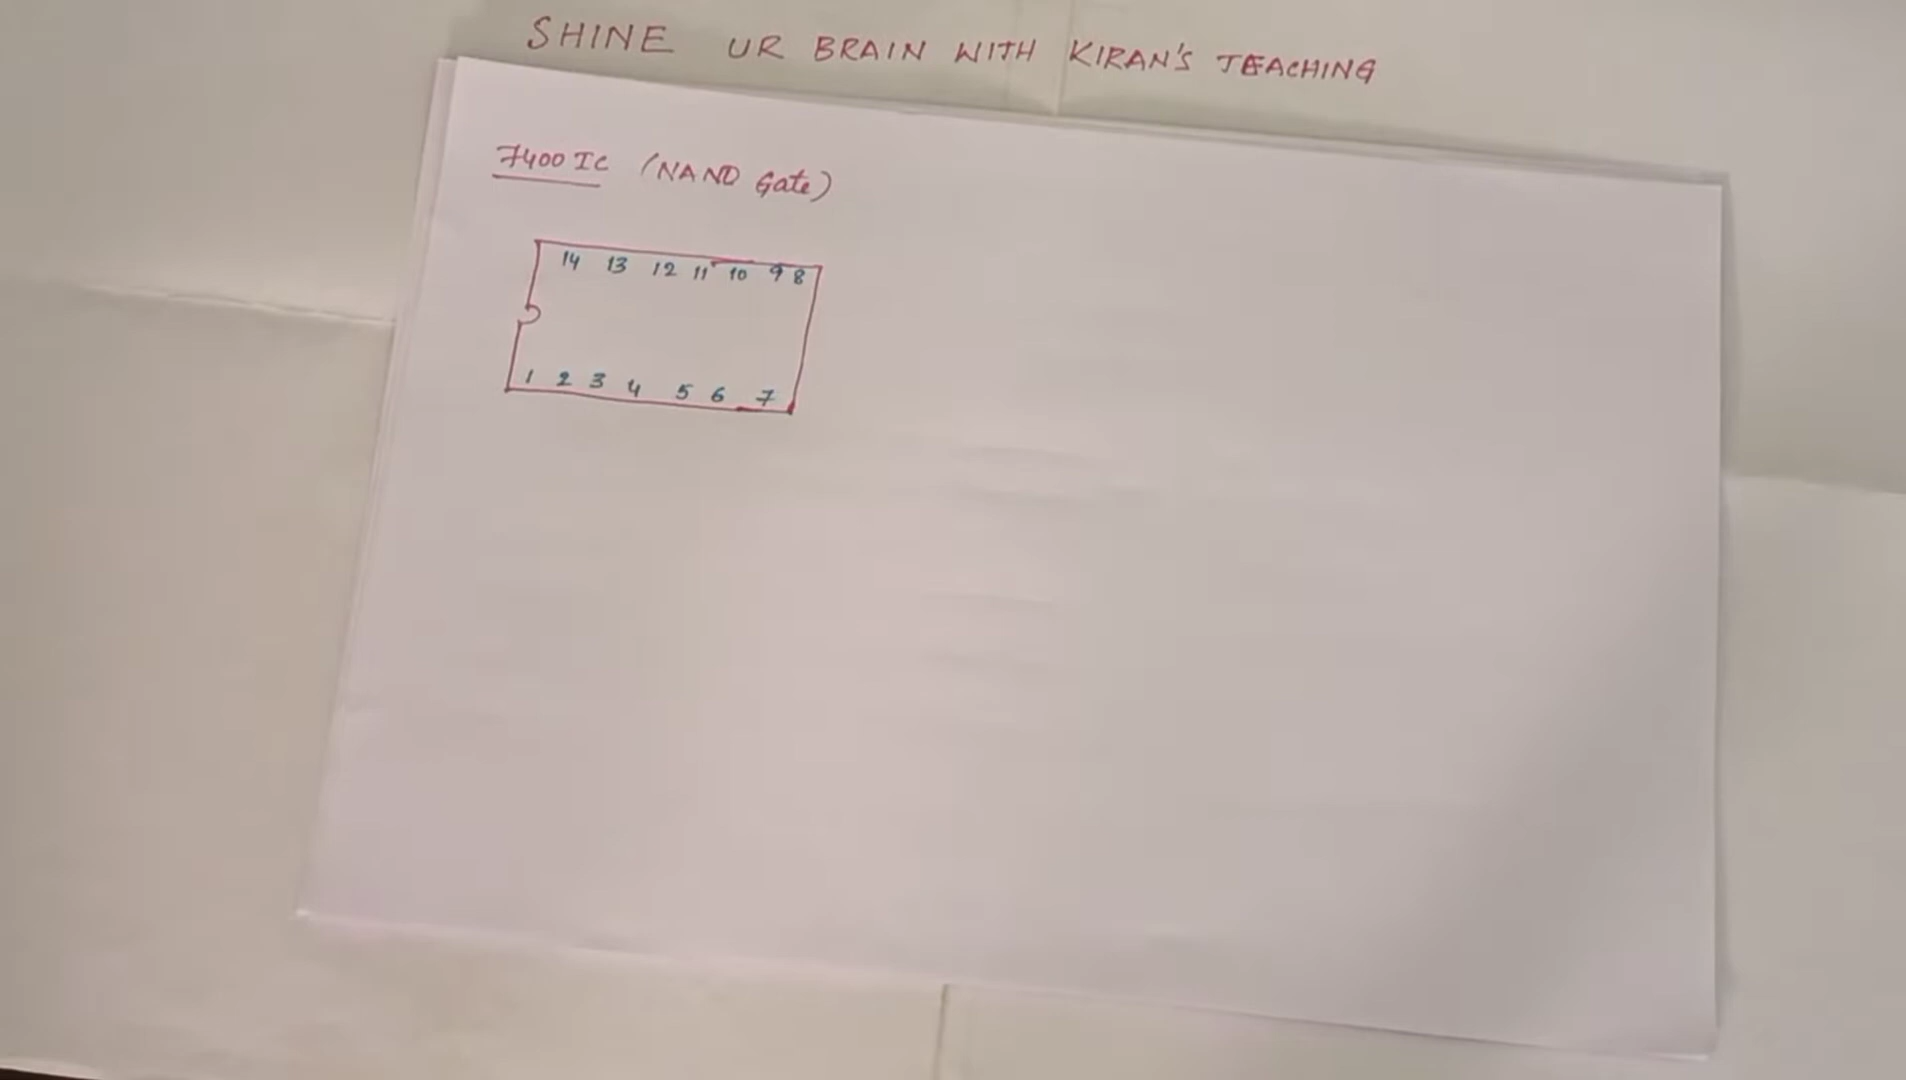 SHINE UR BRAIN WITH KIRAN'S TEACHING
7400 IC (NAND Gate)
14 13 12 11 10 9 8
1 2 3 4 5 6 7